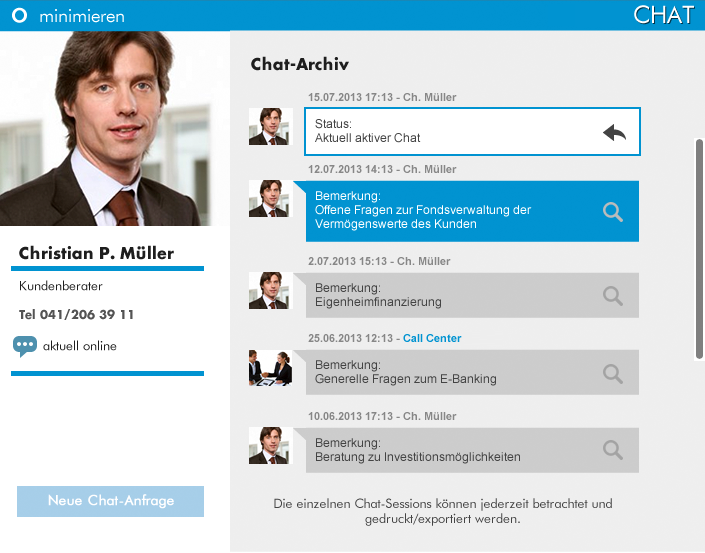 minimieren
CHAT
Christian P. Müller
Kundenberater
Tel 041/206 39 11
aktuell online
Neue Chat-Anfrage
Chat-Archiv
15.07.2013 17:13 - Ch. Müller
Status:
Aktuell aktiver Chat
12.07.2013 14:13 - Ch. Müller
Bemerkung:
Offene Fragen zur Fondsverwaltung der
Vermögenswerte des Kunden
2.07.2013 15:13 - Ch. Müller
Bemerkung:
Eigenheimfinanzierung
25.06.2013 12:13 - Call Center
Bemerkung:
Generelle Fragen zum E-Banking
10.06.2013 17:13 - Ch. Müller
Bemerkung:
Beratung zu Investitionsmöglichkeiten
Die einzelnen Chat-Sessions können jederzeit betrachtet und
gedruckt/exportiert werden.